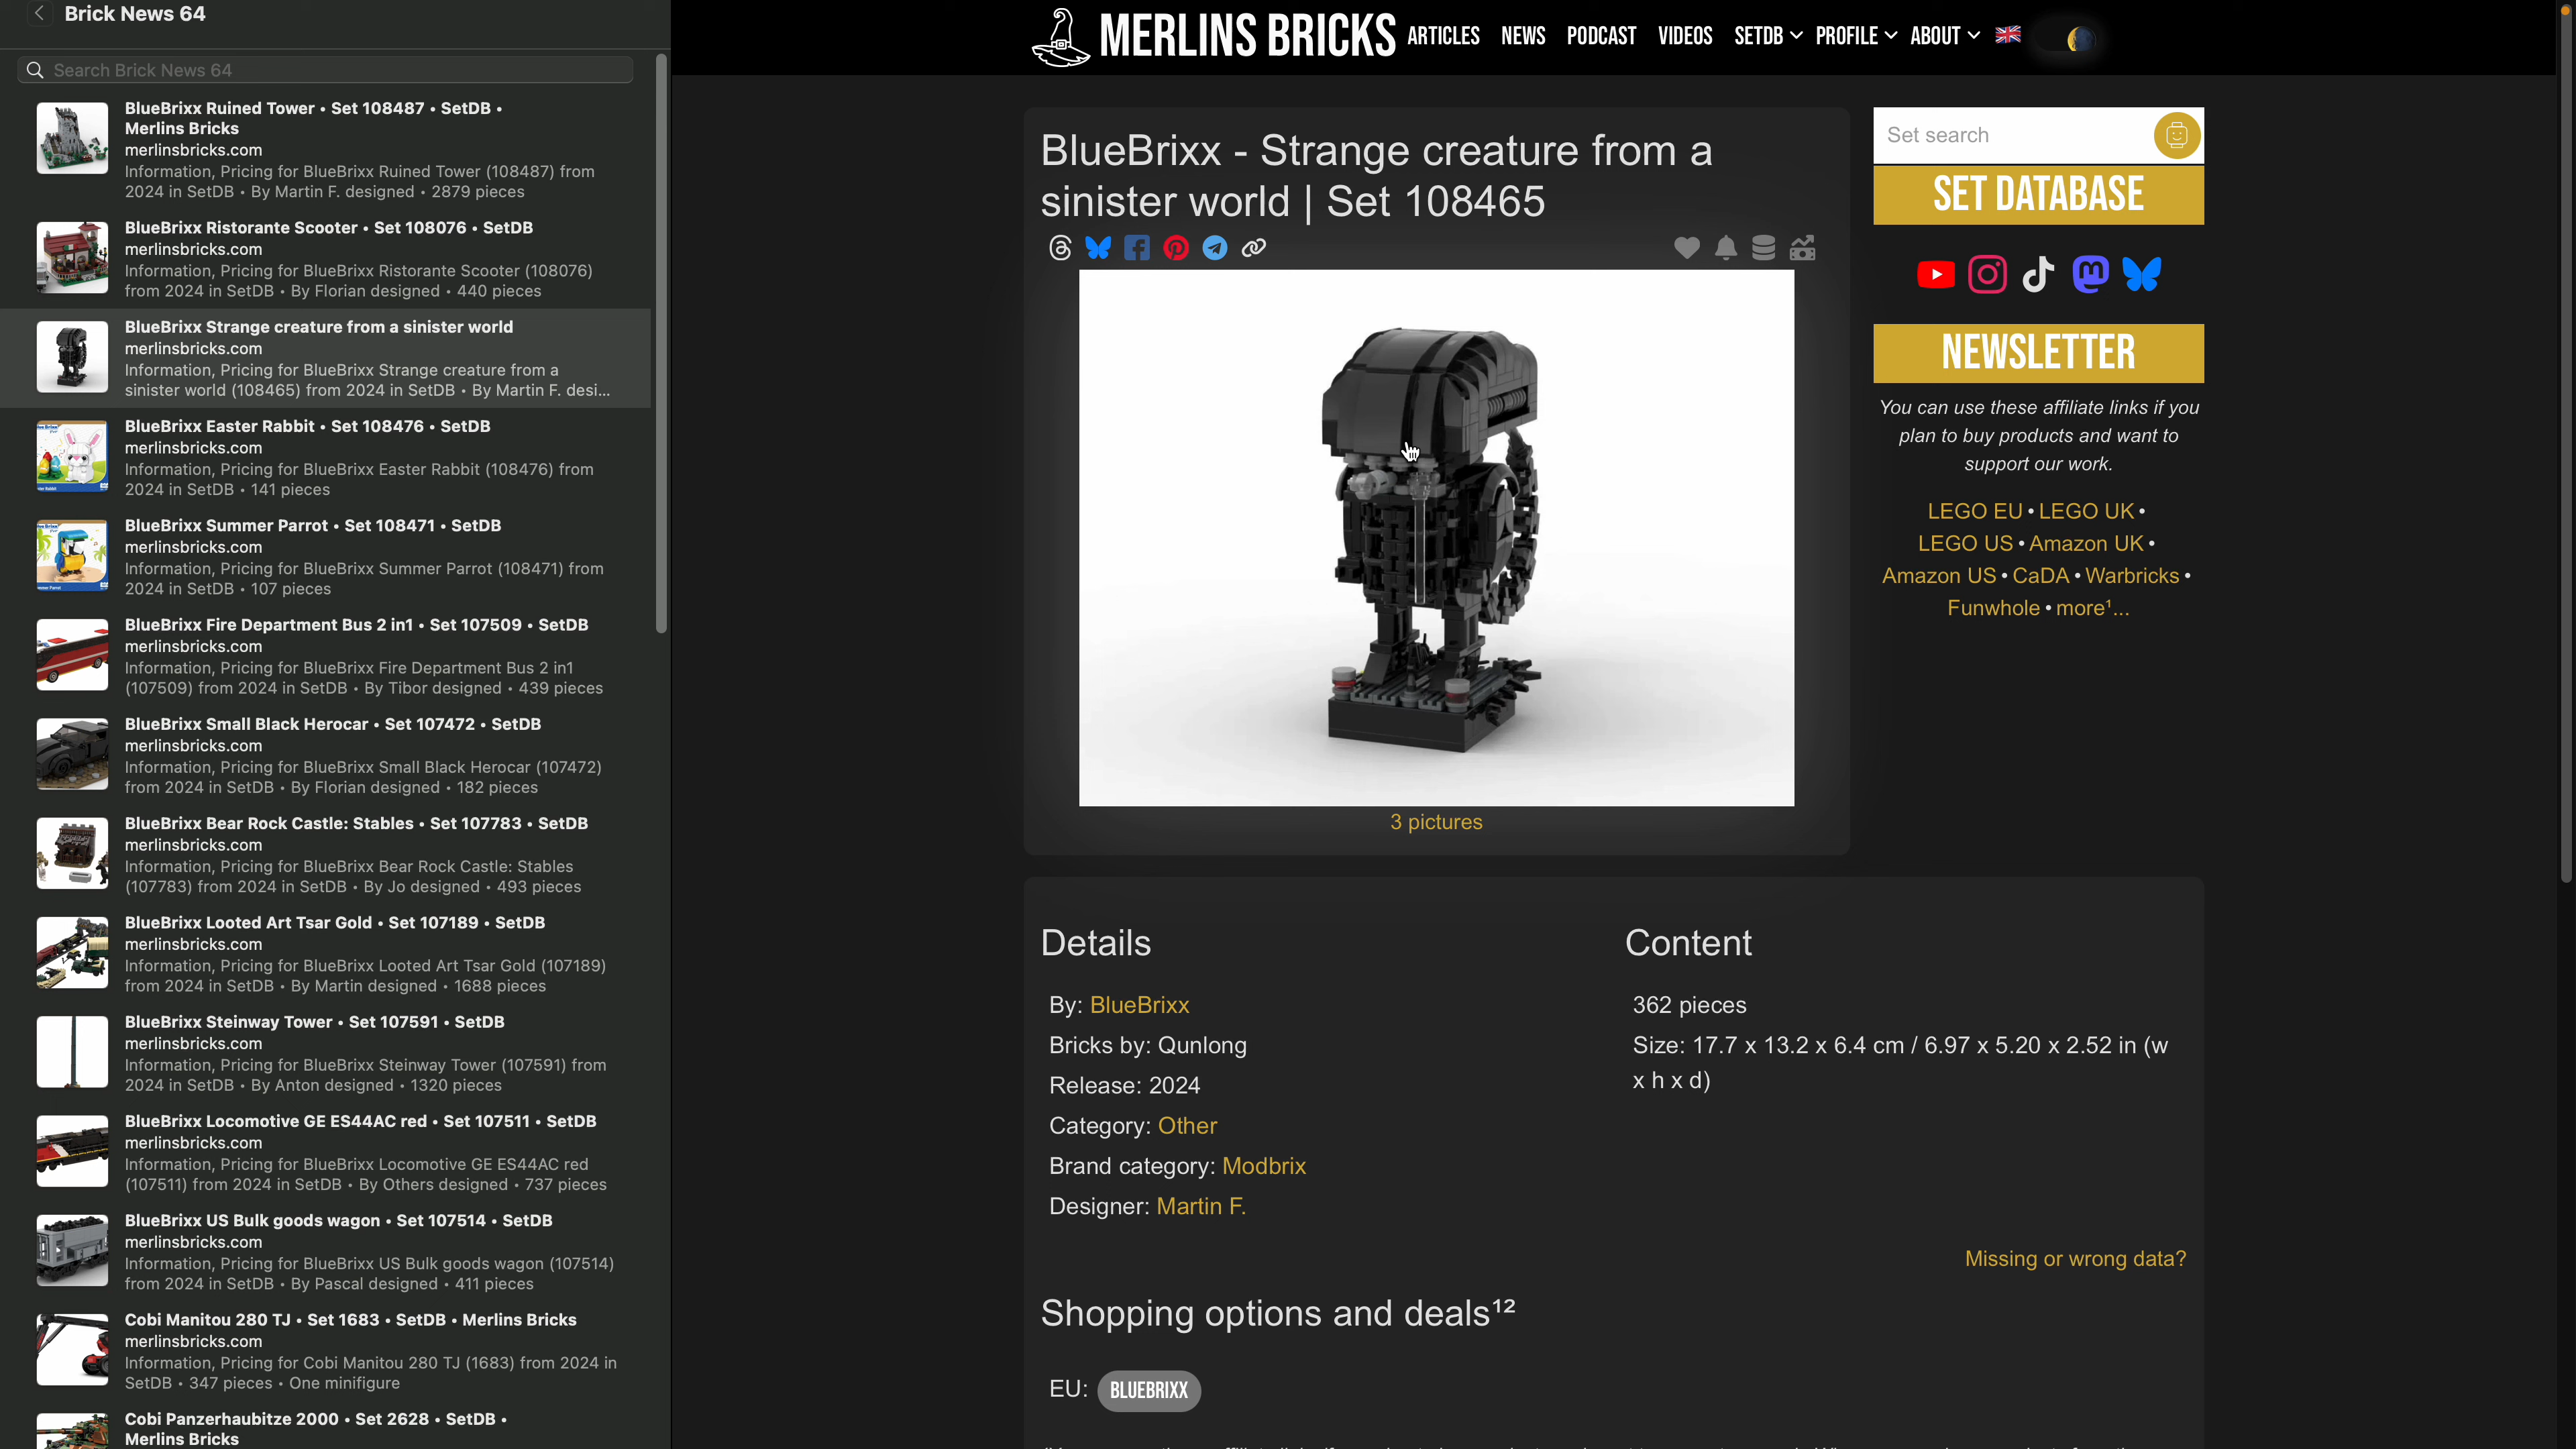 Brick News 64
Search Brick News 64
BlueBrixx Ruined Tower • Set 108487 • SetDB •
Merlins Bricks
merlinsbricks.com
Information, Pricing for BlueBrixx Ruined Tower (108487) from
2024 in SetDB • By Martin F. designed • 2879 pieces
BlueBrixx Ristorante Scooter • Set 108076 • SetDB
merlinsbricks.com
Information, Pricing for BlueBrixx Ristorante Scooter (108076)
from 2024 in SetDB • By Florian designed • 440 pieces
BlueBrixx Strange creature from a sinister world
merlinsbricks.com
Information, Pricing for BlueBrixx Strange creature from a
sinister world (108465) from 2024 in SetDB • By Martin F. desi...
BlueBrixx Easter Rabbit • Set 108476 • SetDB
merlinsbricks.com
Information, Pricing for BlueBrixx Easter Rabbit (108476) from
2024 in SetDB • 141 pieces
BlueBrixx Summer Parrot • Set 108471 • SetDB
merlinsbricks.com
Information, Pricing for BlueBrixx Summer Parrot (108471) from
2024 in SetDB • 107 pieces
BlueBrixx Fire Department Bus 2 in1 • Set 107509 • SetDB
merlinsbricks.com
Information, Pricing for BlueBrixx Fire Department Bus 2 in1
(107509) from 2024 in SetDB • By Tibor designed • 439 pieces
BlueBrixx Small Black Herocar • Set 107472 • SetDB
merlinsbricks.com
Information, Pricing for BlueBrixx Small Black Herocar (107472)
from 2024 in SetDB • By Florian designed • 182 pieces
BlueBrixx Bear Rock Castle: Stables • Set 107783 • SetDB
merlinsbricks.com
Information, Pricing for BlueBrixx Bear Rock Castle: Stables
(107783) from 2024 in SetDB • By Jo designed • 493 pieces
BlueBrixx Looted Art Tsar Gold • Set 107189 • SetDB
merlinsbricks.com
Information, Pricing for BlueBrixx Looted Art Tsar Gold (107189)
from 2024 in SetDB • By Martin designed • 1688 pieces
BlueBrixx Steinway Tower • Set 107591 • SetDB
merlinsbricks.com
Information, Pricing for BlueBrixx Steinway Tower (107591) from
2024 in SetDB • By Anton designed • 1320 pieces
BlueBrixx Locomotive GE ES44AC red • Set 107511 • SetDB
merlinsbricks.com
Information, Pricing for BlueBrixx Locomotive GE ES44AC red
(107511) from 2024 in SetDB • By Others designed • 737 pieces
BlueBrixx US Bulk goods wagon • Set 107514 • SetDB
merlinsbricks.com
Information, Pricing for BlueBrixx US Bulk goods wagon (107514)
from 2024 in SetDB • By Pascal designed • 411 pieces
Cobi Manitou 280 TJ • Set 1683 • SetDB • Merlins Bricks
merlinsbricks.com
Information, Pricing for Cobi Manitou 280 TJ (1683) from 2024 in
SetDB • 347 pieces • One minifigure
Cobi Panzerhaubitze 2000 • Set 2628 • SetDB •
Merlins Bricks
MERLINS BRICKS ARTICLES NEWS PODCAST VIDEOS SETDB PROFILE ABOUT
BlueBrixx - Strange creature from a
sinister world | Set 108465
3 pictures
Set search
SET DATABASE
NEWSLETTER
You can use these affiliate links if you
plan to buy products and want to
support our work.
LEGO EU • LEGO UK •
LEGO US • Amazon UK •
Amazon US • CaDA • Warbricks •
Funwhole • more¹...
Details
By: BlueBrixx
Bricks by: Qunlong
Release: 2024
Category: Other
Brand category: Modbrix
Designer: Martin F.
Content
362 pieces
Size: 17.7 x 13.2 x 6.4 cm / 6.97 x 5.20 x 2.52 in (w
x h x d)
Missing or wrong data?
Shopping options and deals¹²
EU: BLUEBRIXX